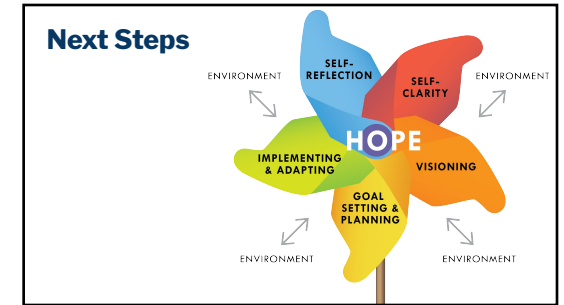 Next Steps
SELF-
REFLECTION
SELF-
CLARITY
ENVIRONMENT
ENVIRONMENT
HOPE
IMPLEMENTING
& ADAPTING
VISIONING
GOAL
SETTING &
PLANNING
ENVIRONMENT
ENVIRONMENT